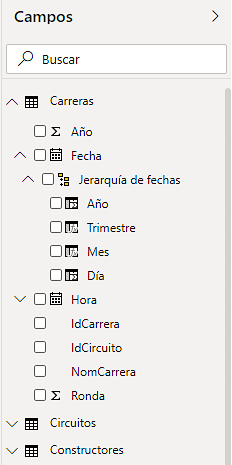 Campos
Buscar
Carreras
Año
Fecha
Jerarquía de fechas
Año
Trimestre
Mes
Día
Hora
IdCarrera
IdCircuito
NomCarrera
Ronda
Circuitos
Constructores